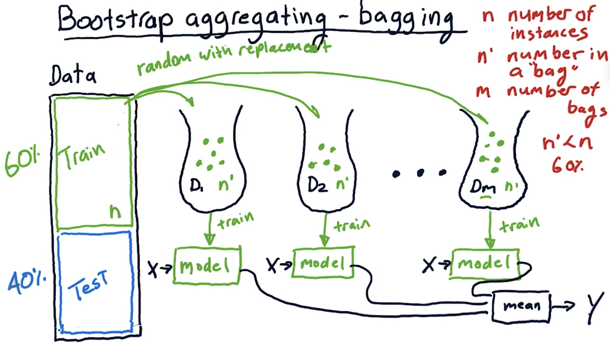 Bootstrap aggregating - bagging
n number of
instances
n' number in
a "bag"
m number of
bags
n' < n
60%
random with replacement
Data
60%
Train
n
40%
Test
D1 n'
D2 n'
...
Dm n'
train
train
train
X → model
X → model
X → model
mean → Y